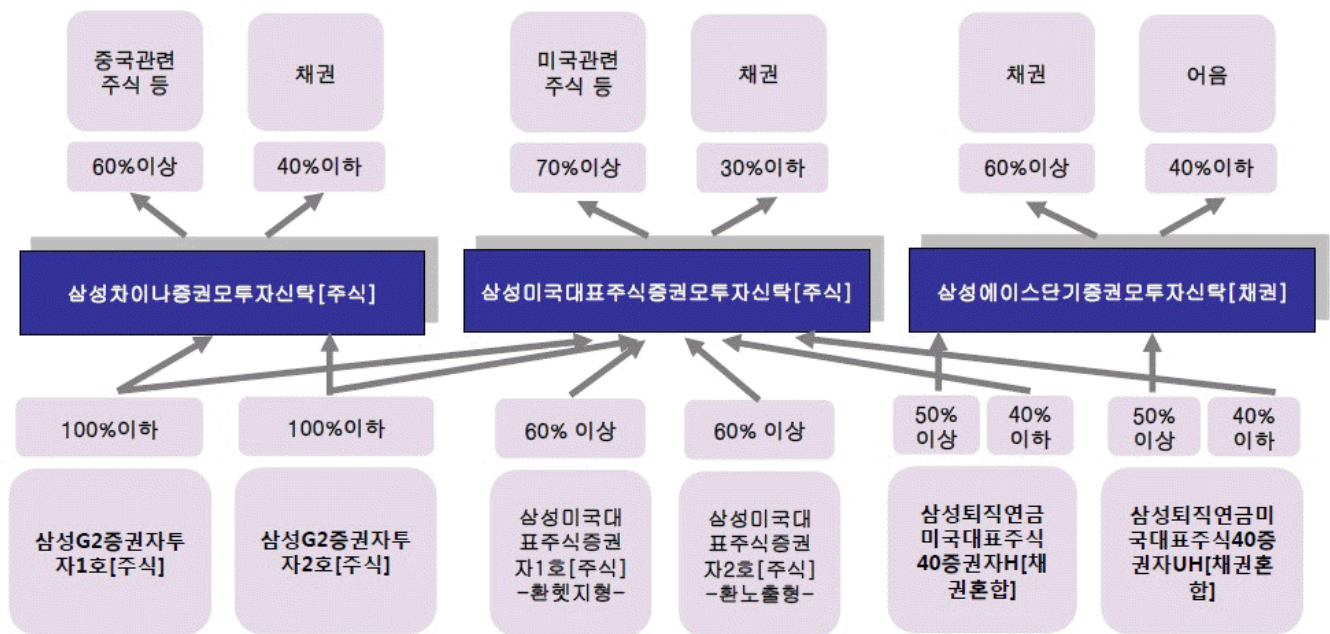 중국관련
주식 등
채권
미국관련
주식 등
채권
채권
어음
60%이상
40%이하
70%이상
30%이하
60%이상
40%이하
삼성차이나증권모투자신탁[주식]
삼성미국대표주식증권모투자신탁[주식]
삼성에이스단기증권모투자신탁[채권]
100%이하
100%이하
60% 이상
60% 이상
50%
이상
40%
이하
50%
이상
40%
이하
삼성G2증권자투
자1호[주식]
삼성G2증권자투
자2호[주식]
삼성미국대
표주식증권
자1호[주식]
-환헷지형-
삼성미국대
표주식증권
자2호[주식]
-환노출형-
삼성퇴직연금
미국대표주식
40증권자H[채
권혼합]
삼성퇴직연금미
국대표주식40증
권자UH[채권혼
합]